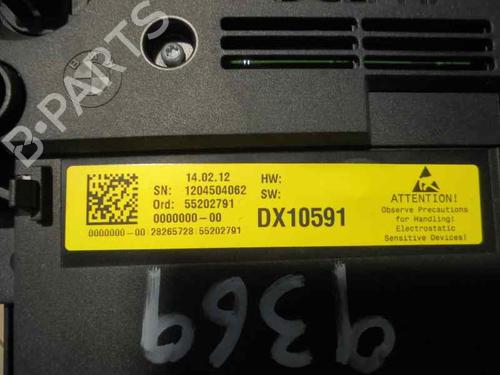 B-PARTS
14.02.12 HW:
SN: 1204504062 SW:
Ord: 55202791
0000000-00 DX10591
0000000-00 28265728 55202791
ATTENTION!
Observe Precautions
for Handling:
Electrostatic
Sensitive Devices!
9369